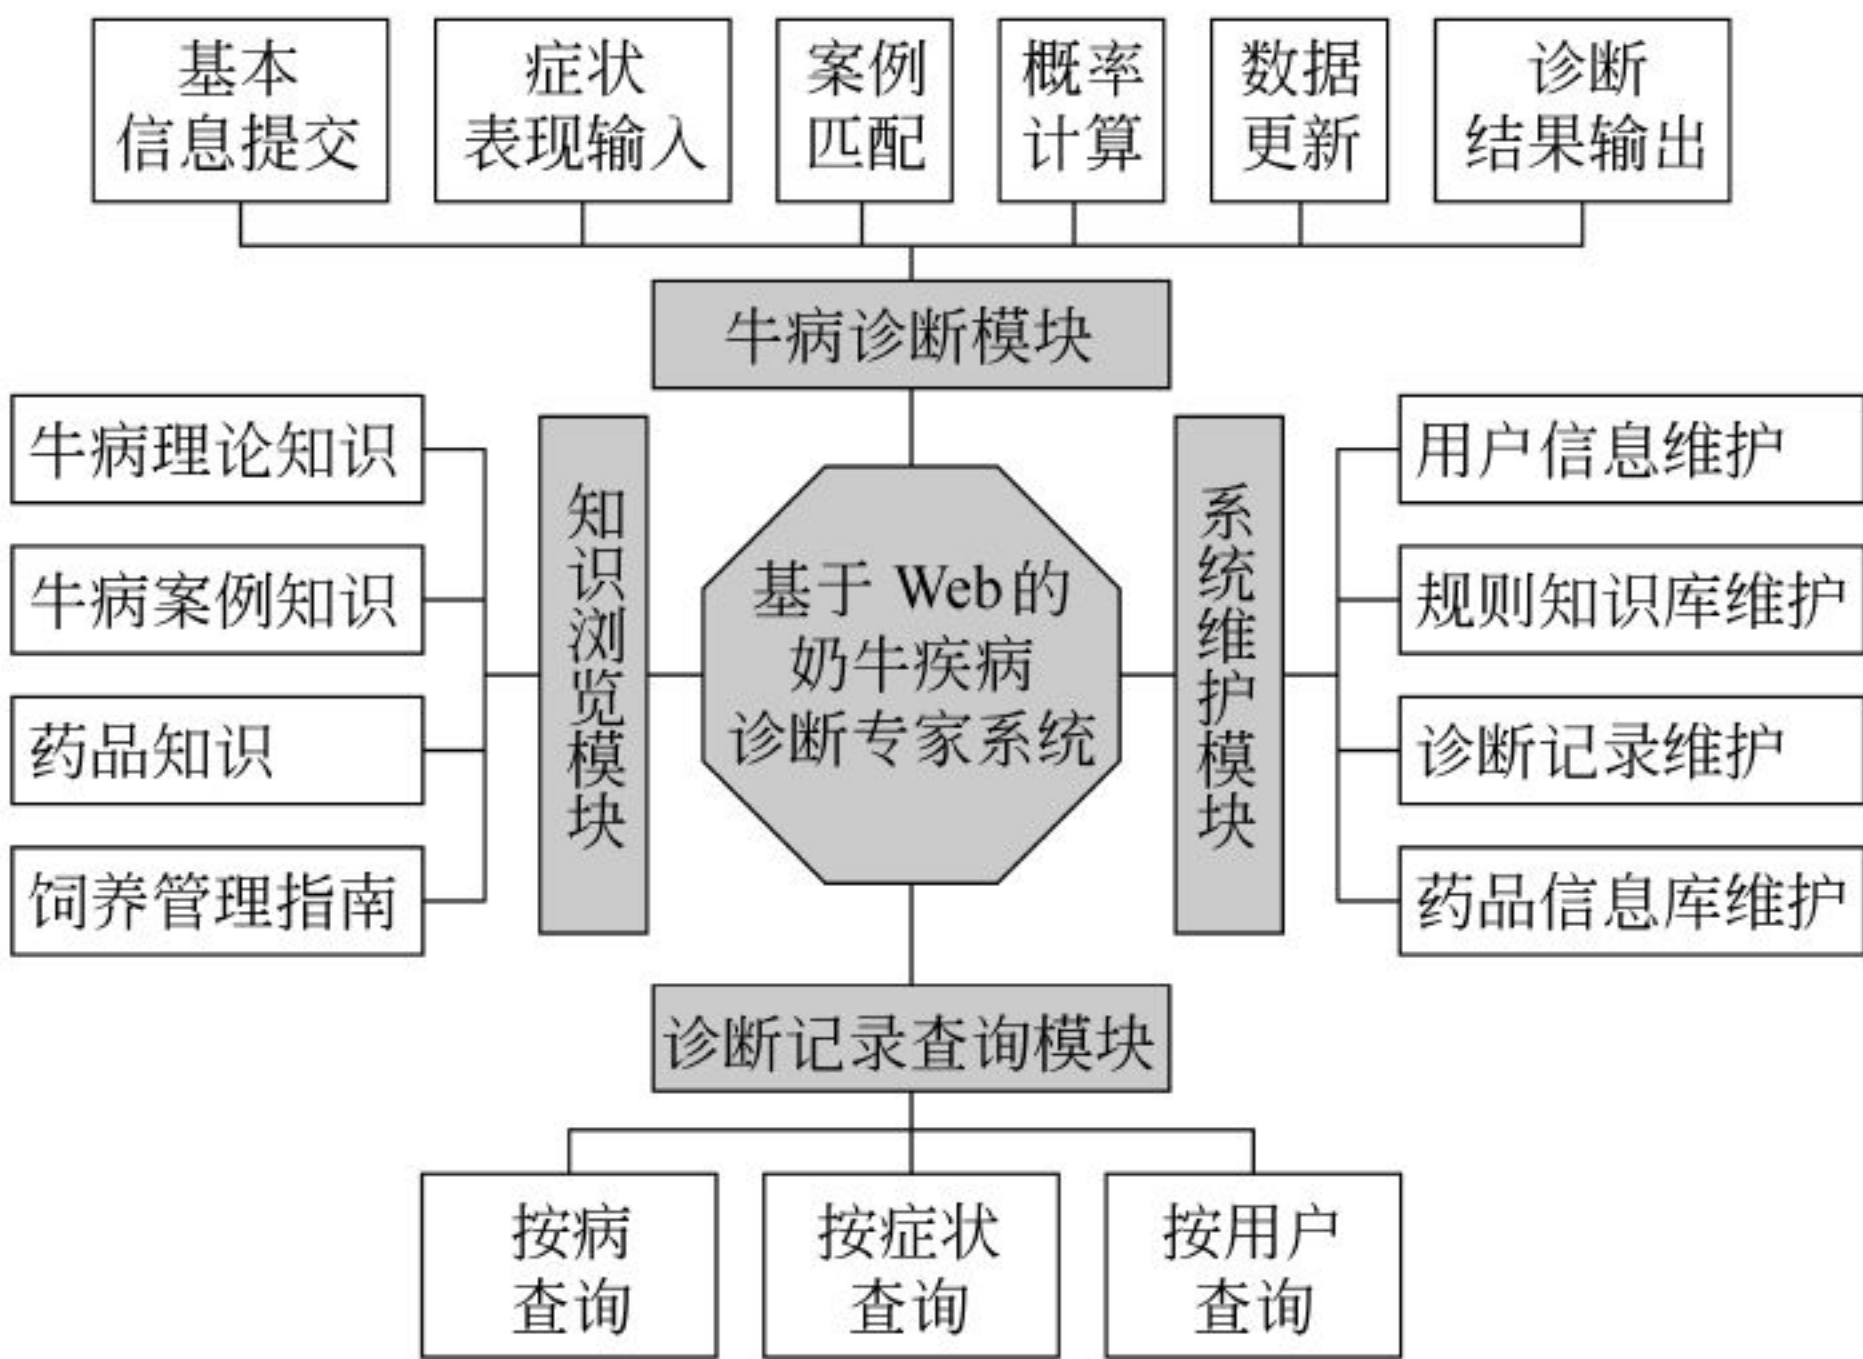 基本
信息提交
症状
表现输入
案例
匹配
概率
计算
数据
更新
诊断
结果输出
牛病诊断模块
牛病理论知识
牛病案例知识
药品知识
饲养管理指南
知识浏览模块
基于 Web的
奶牛疾病
诊断专家系统
系统维护模块
用户信息维护
规则知识库维护
诊断记录维护
药品信息库维护
诊断记录查询模块
按病
查询
按症状
查询
按用户
查询